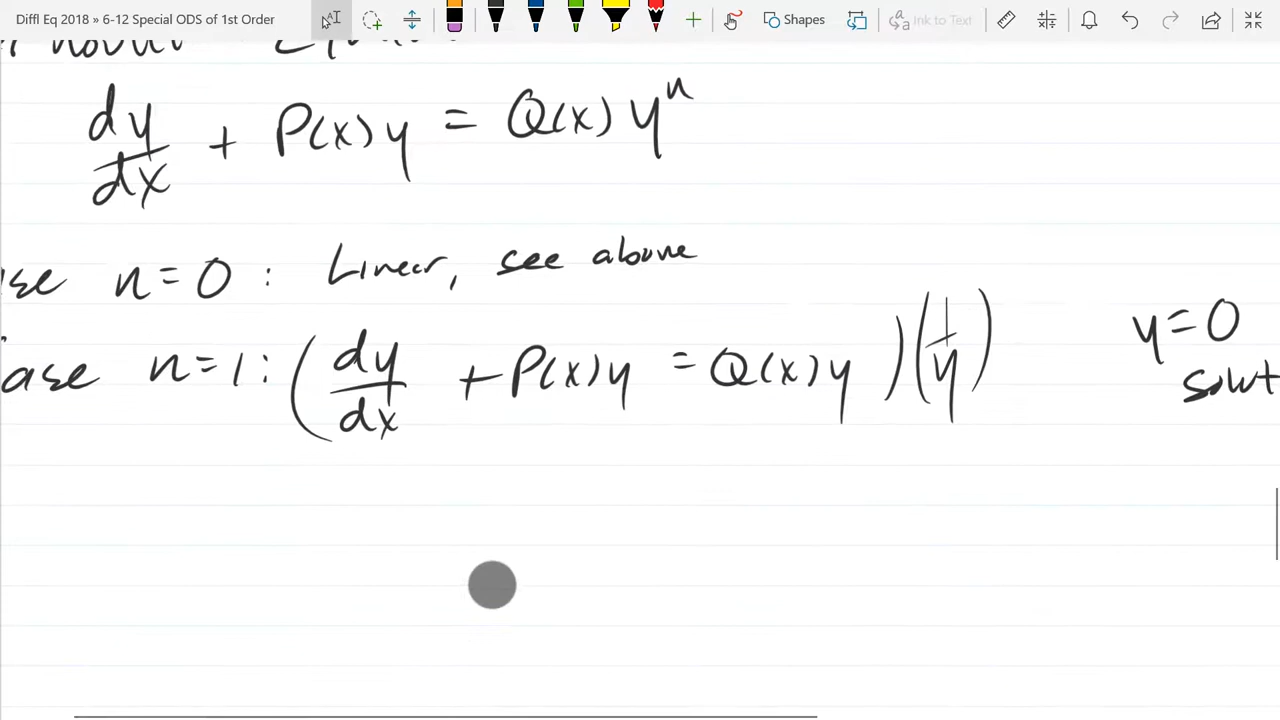 Diffl Eq 2018 » 6-12 Special ODS of 1st Order
Shapes
Ink to Text
dy/dx + P(x)y = Q(x) y^n
n=0 : Linear, see above
n=1 : (dy/dx + P(x)y = Q(x)y)(1/y)
y=0